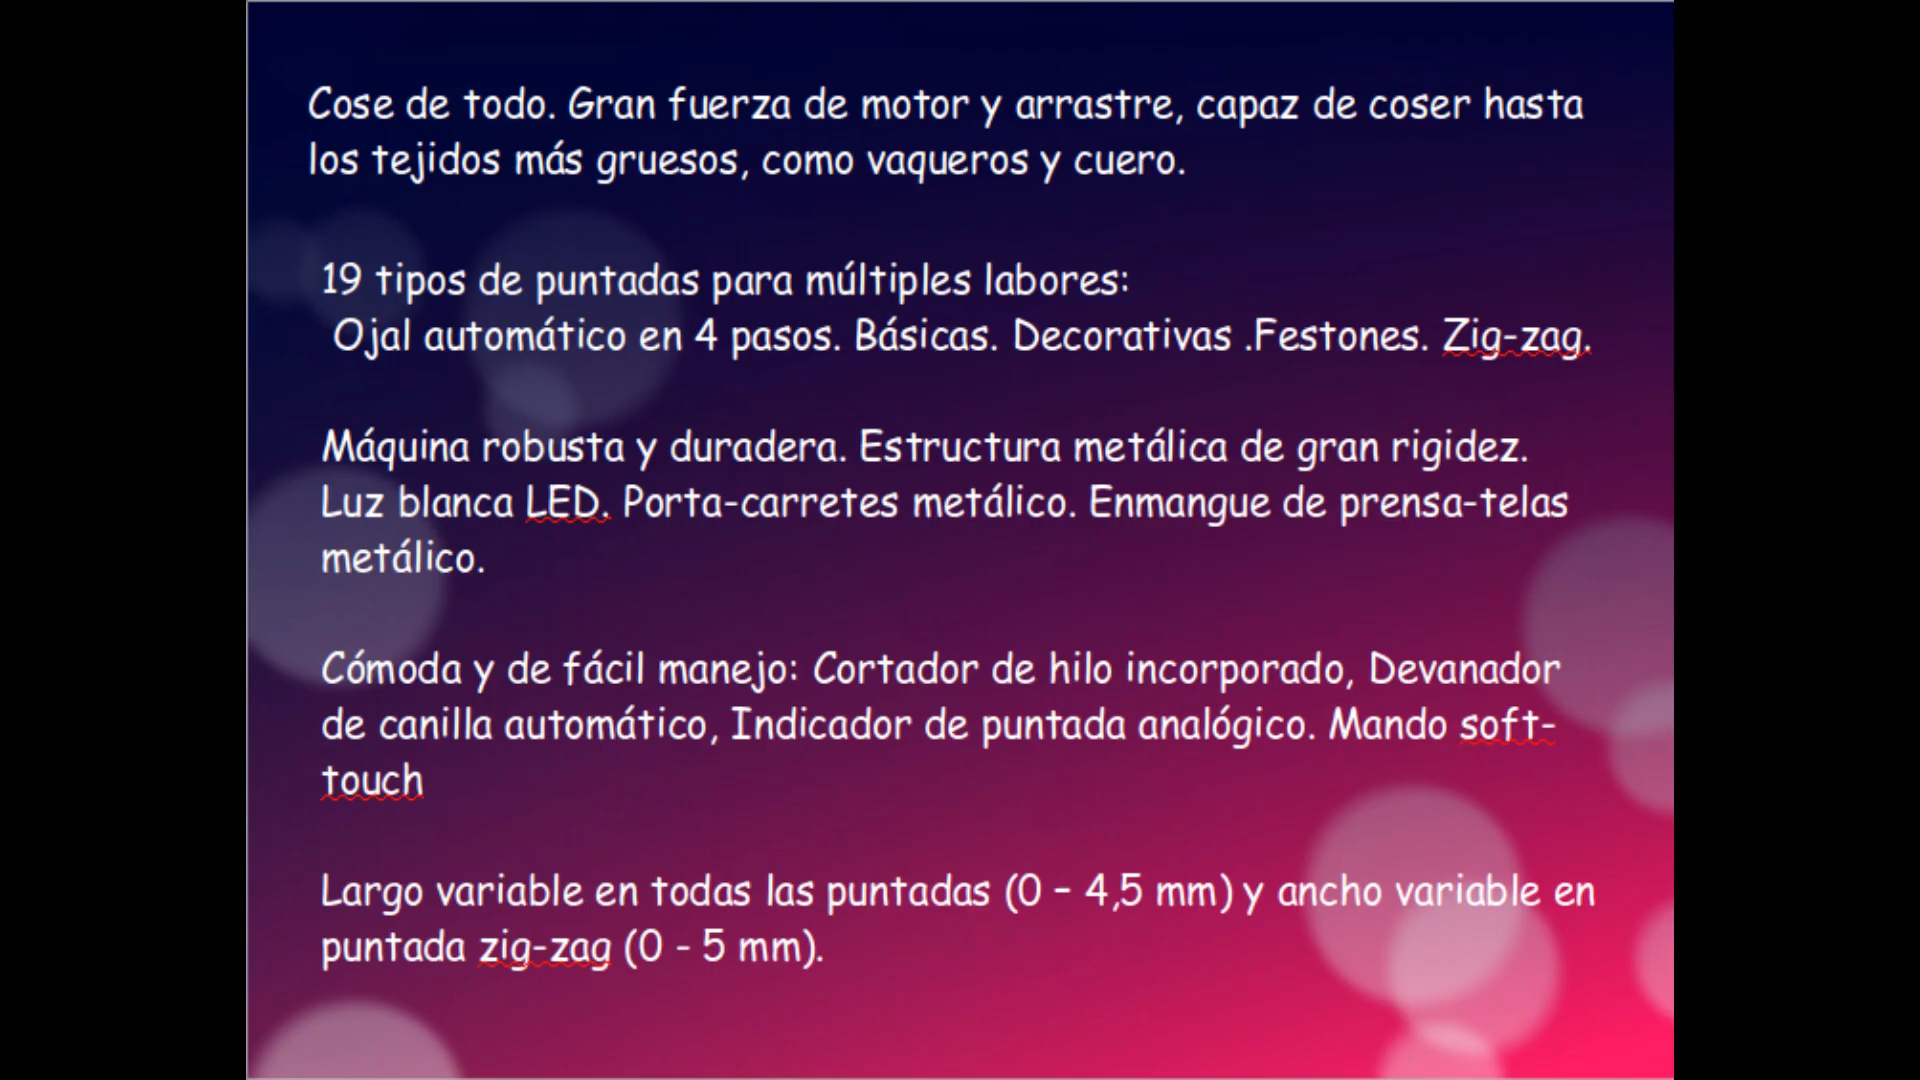 Cose de todo. Gran fuerza de motor y arrastre, capaz de coser hasta
los tejidos más gruesos, como vaqueros y cuero.
19 tipos de puntadas para múltiples labores:
Ojal automático en 4 pasos. Básicas. Decorativas .Festones. Zig-zag.
Máquina robusta y duradera. Estructura metálica de gran rigidez.
Luz blanca LED. Porta-carretes metálico. Enmangue de prensa-telas
metálico.
Cómoda y de fácil manejo: Cortador de hilo incorporado, Devanador
de canilla automático, Indicador de puntada analógico. Mando soft-
touch
Largo variable en todas las puntadas (0 – 4,5 mm) y ancho variable en
puntada zig-zag (0 - 5 mm).